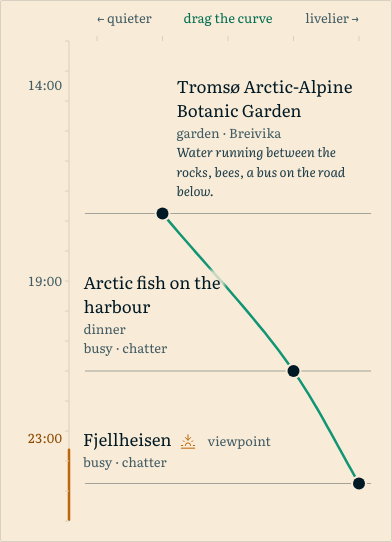 ← quieter drag the curve livelier →
14:00
Tromsø Arctic-Alpine
Botanic Garden
garden · Breivika
Water running between the
rocks, bees, a bus on the road
below.
19:00
Arctic fish on the
harbour
dinner
busy · chatter
23:00
Fjellheisen viewpoint
busy · chatter